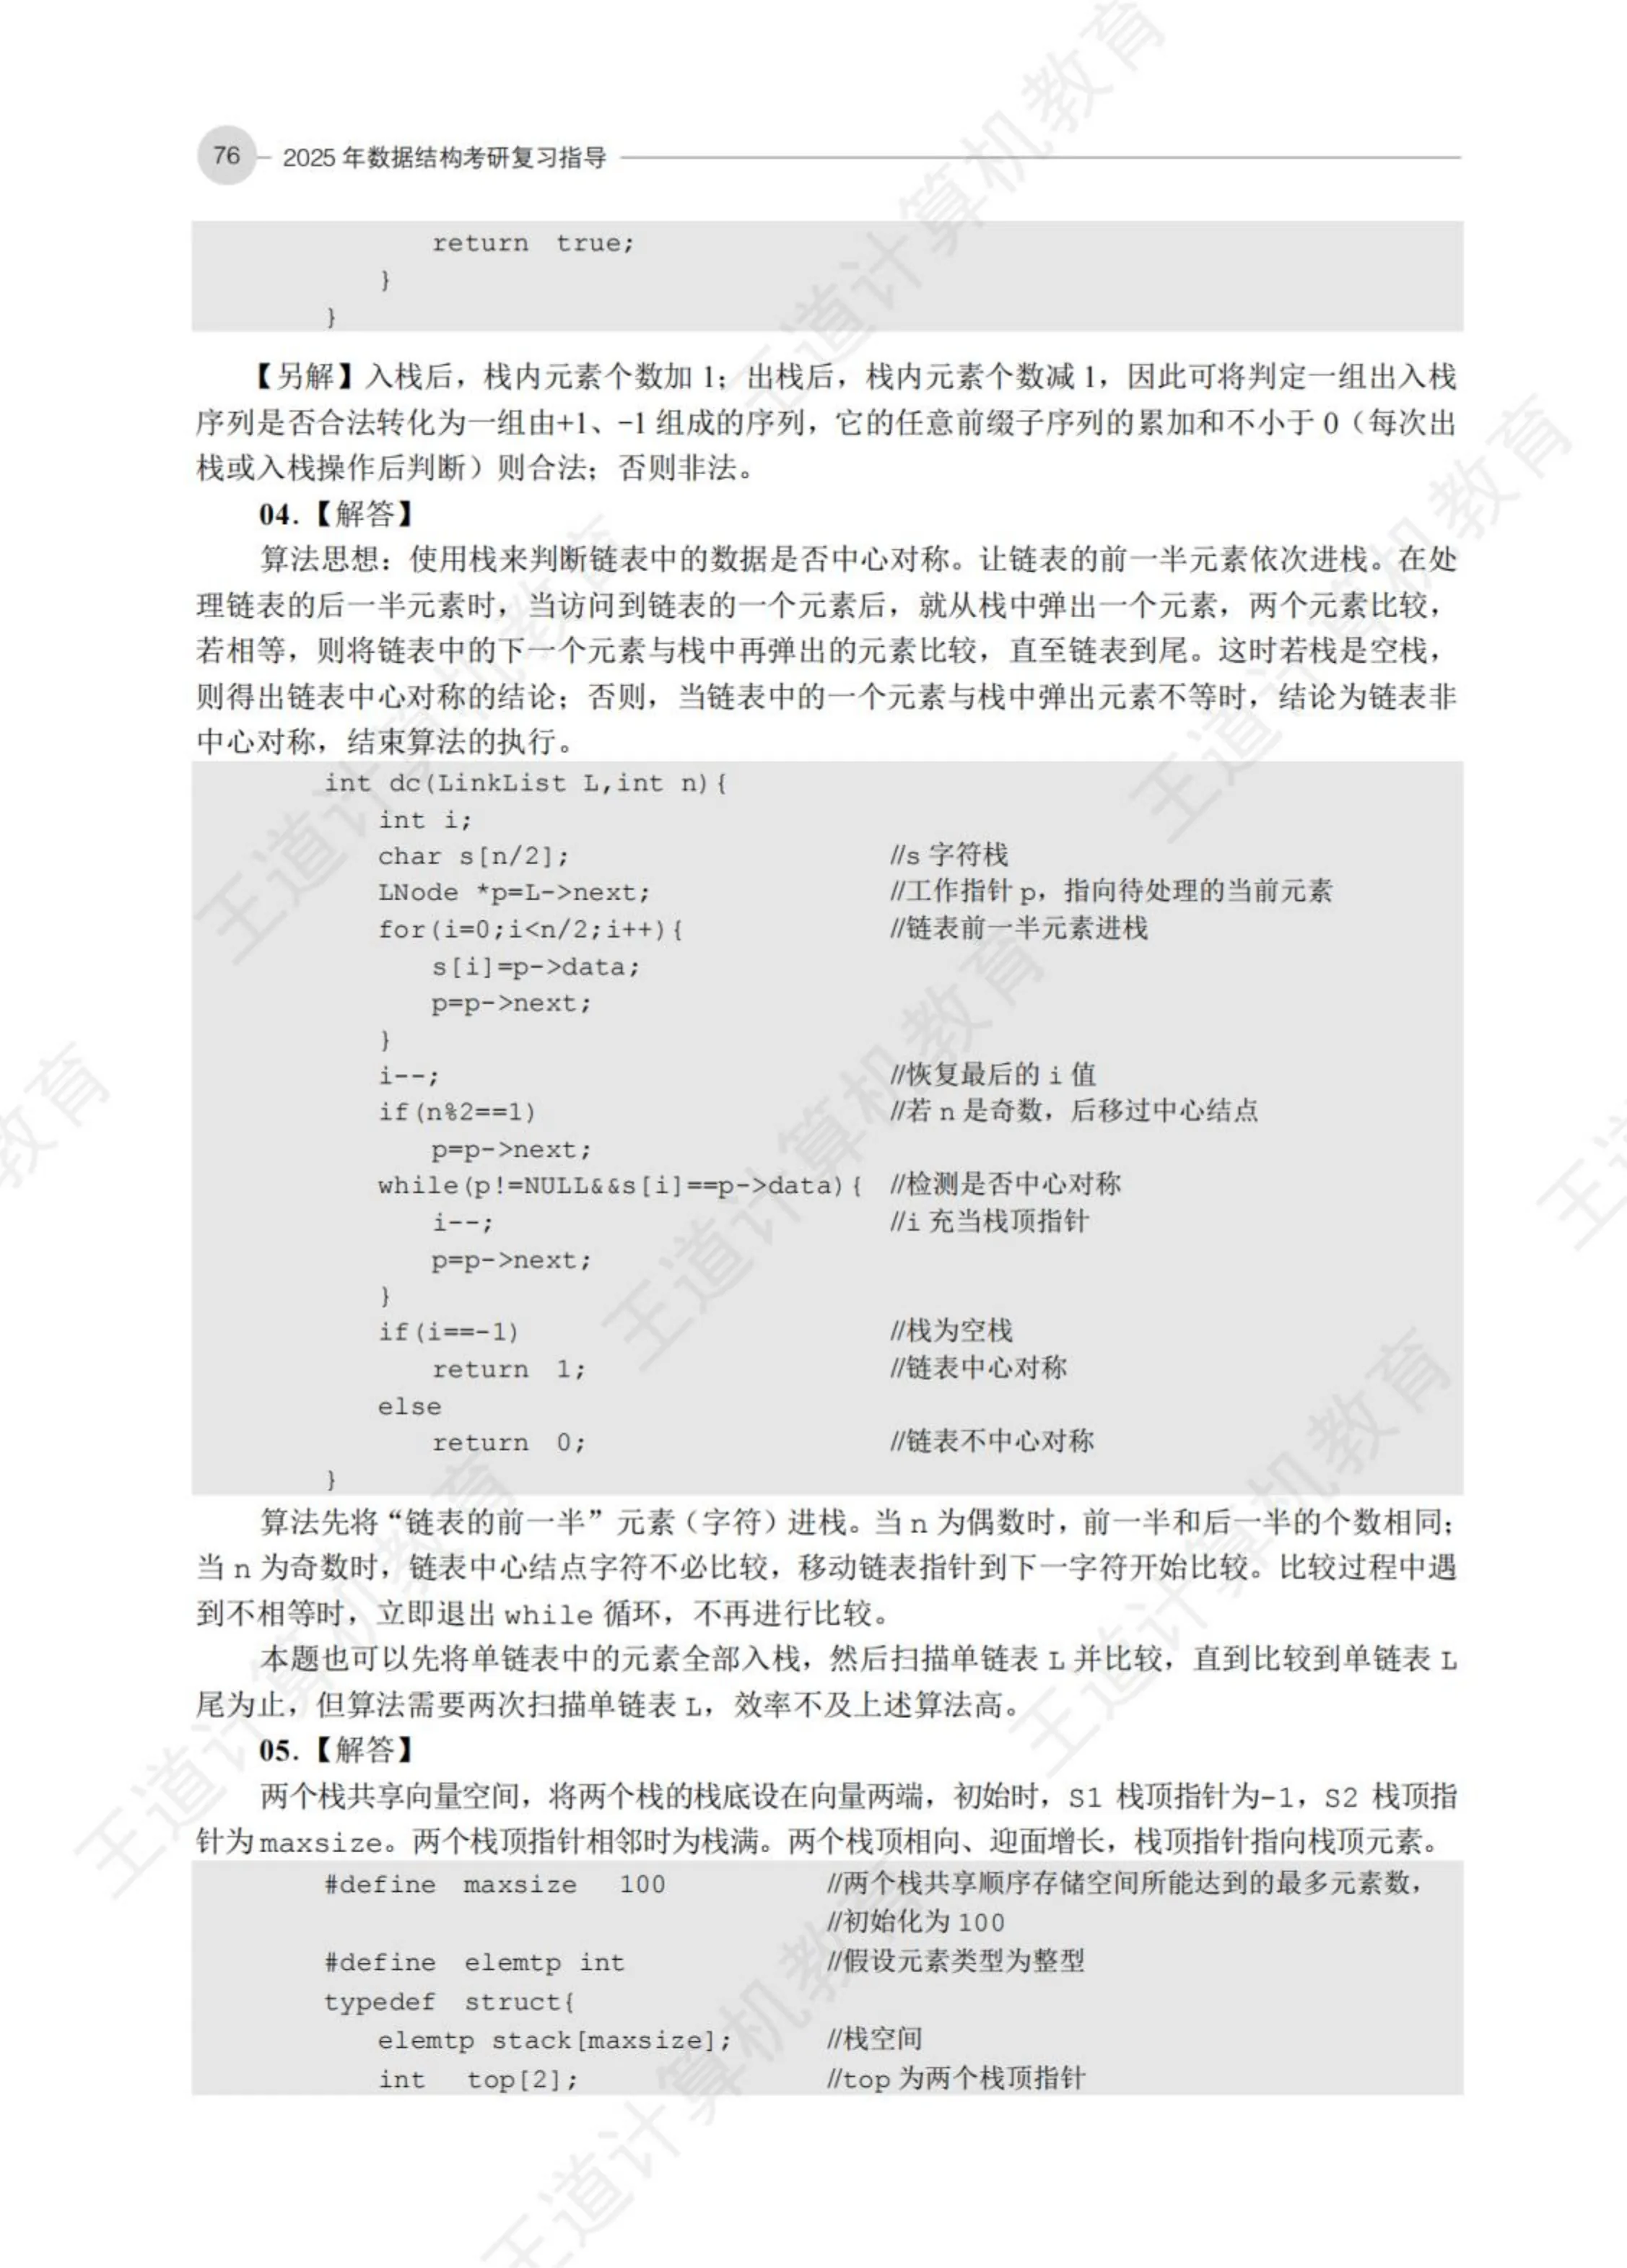 76 2025 年数据结构考研复习指导
return true;
}
}
【另解】入栈后，栈内元素个数加 1；出栈后，栈内元素个数减 1，因此可将判定一组出入栈
序列是否合法转化为一组由+1、−1 组成的序列，它的任意前缀子序列的累加和不小于 0（每次出
栈或入栈操作后判断）则合法；否则非法。
04.【解答】
算法思想：使用栈来判断链表中的数据是否中心对称。让链表的前一半元素依次进栈。在处
理链表的后一半元素时，当访问到链表的一个元素后，就从栈中弹出一个元素，两个元素比较，
若相等，则将链表中的下一个元素与栈中再弹出的元素比较，直至链表到尾。这时若栈是空栈，
则得出链表中心对称的结论；否则，当链表中的一个元素与栈中弹出元素不等时，结论为链表非
中心对称，结束算法的执行。
int dc(LinkList L,int n){
int i;
char s[n/2]; //s 字符栈
LNode *p=L->next; //工作指针 p，指向待处理的当前元素
for(i=0;i<n/2;i++){ //链表前一半元素进栈
s[i]=p->data;
p=p->next;
}
i--; //恢复最后的 i 值
if(n%2==1) //若 n 是奇数，后移过中心结点
p=p->next;
while(p!=NULL&&s[i]==p->data){ //检测是否中心对称
i--; //i 充当栈顶指针
p=p->next;
}
if(i==-1) //栈为空栈
return 1; //链表中心对称
else
return 0; //链表不中心对称
}
算法先将“链表的前一半”元素（字符）进栈。当 n 为偶数时，前一半和后一半的个数相同；
当 n 为奇数时，链表中心结点字符不必比较，移动链表指针到下一字符开始比较。比较过程中遇
到不相等时，立即退出 while 循环，不再进行比较。
本题也可以先将单链表中的元素全部入栈，然后扫描单链表 L 并比较，直到比较到单链表 L
尾为止，但算法需要两次扫描单链表 L，效率不及上述算法高。
05.【解答】
两个栈共享向量空间，将两个栈的栈底设在向量两端，初始时，S1 栈顶指针为-1，S2 栈顶指
针为 maxsize。两个栈顶指针相邻时为栈满。两个栈顶相向、迎面增长，栈顶指针指向栈顶元素。
#define maxsize 100 //两个栈共享顺序存储空间所能达到的最多元素数，
//初始化为 100
#define elemtp int //假设元素类型为整型
typedef struct{
elemtp stack[maxsize]; //栈空间
int top[2]; //top 为两个栈顶指针
王道计算机教育